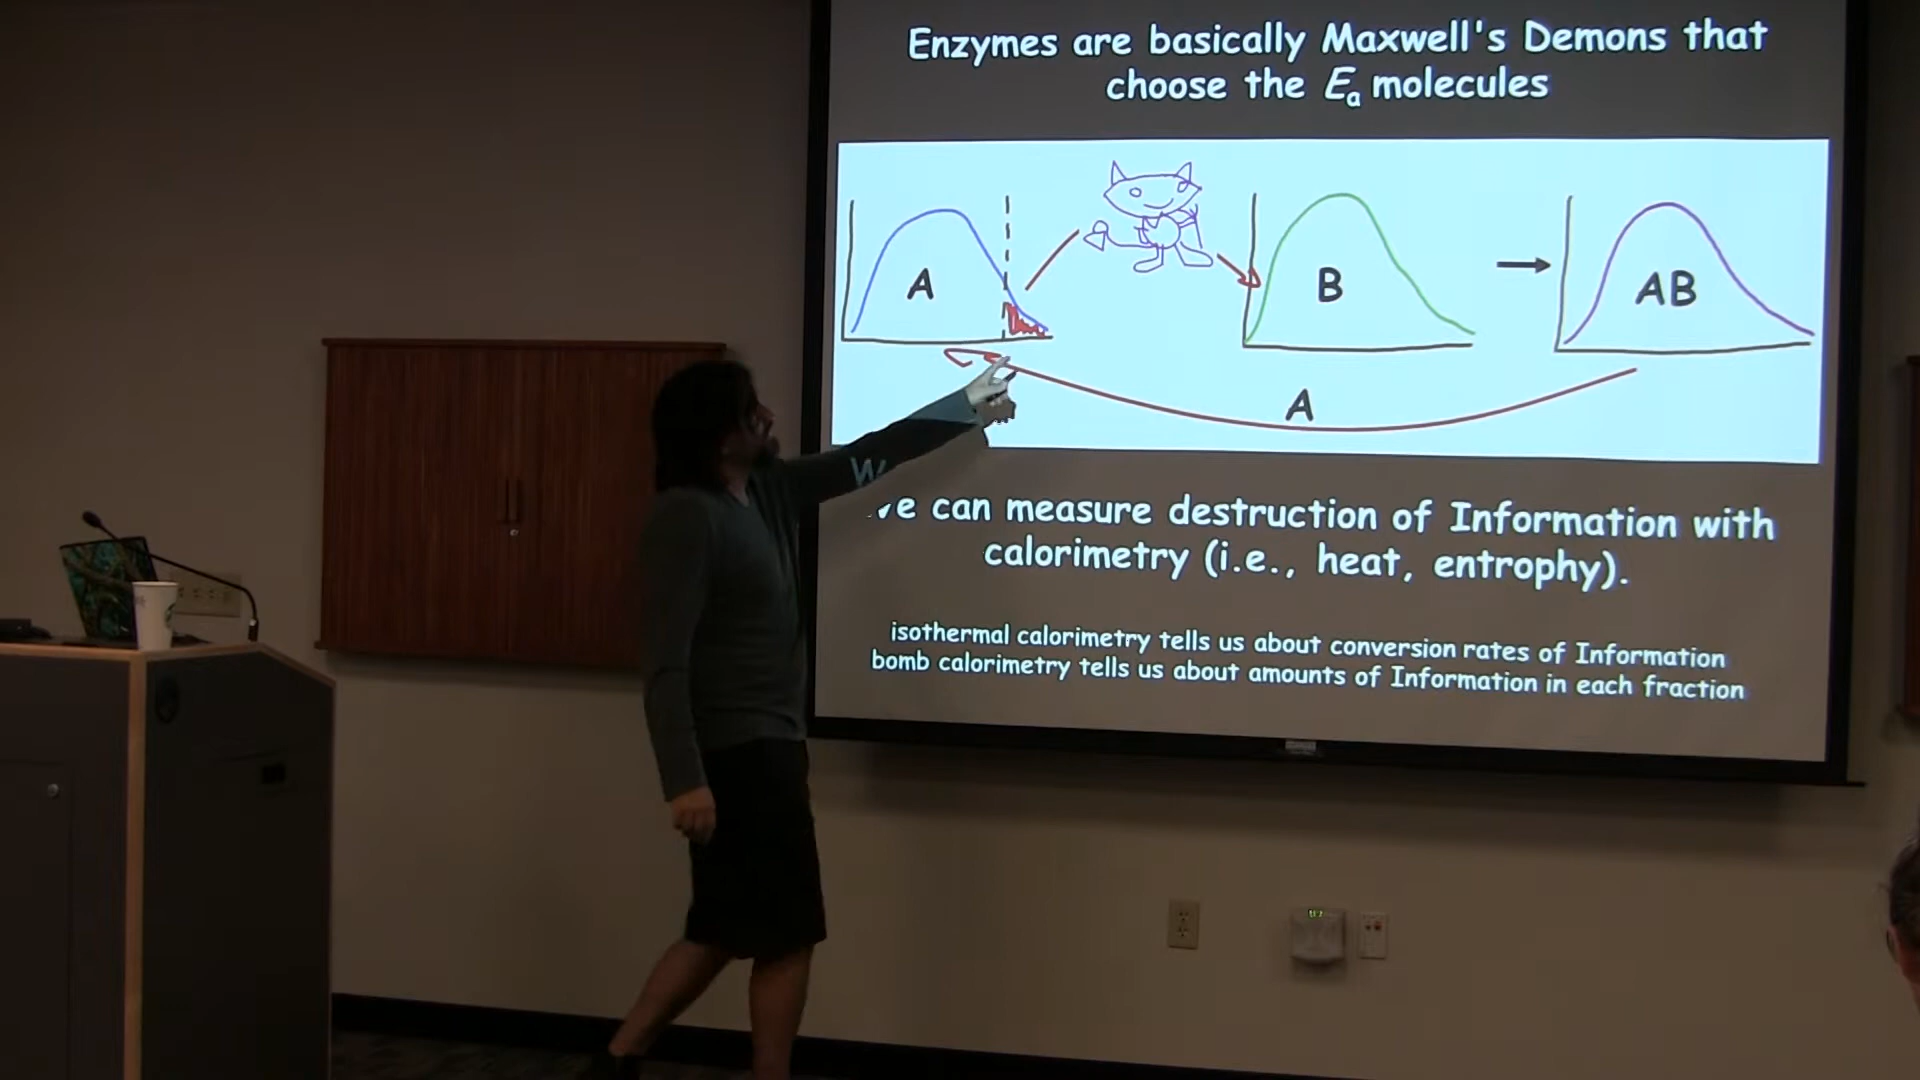 Enzymes are basically Maxwell's Demons that
choose the Ea molecules
A
B
AB
A
We can measure destruction of Information with
calorimetry (i.e., heat, entrophy).
isothermal calorimetry tells us about conversion rates of Information
bomb calorimetry tells us about amounts of Information in each fraction